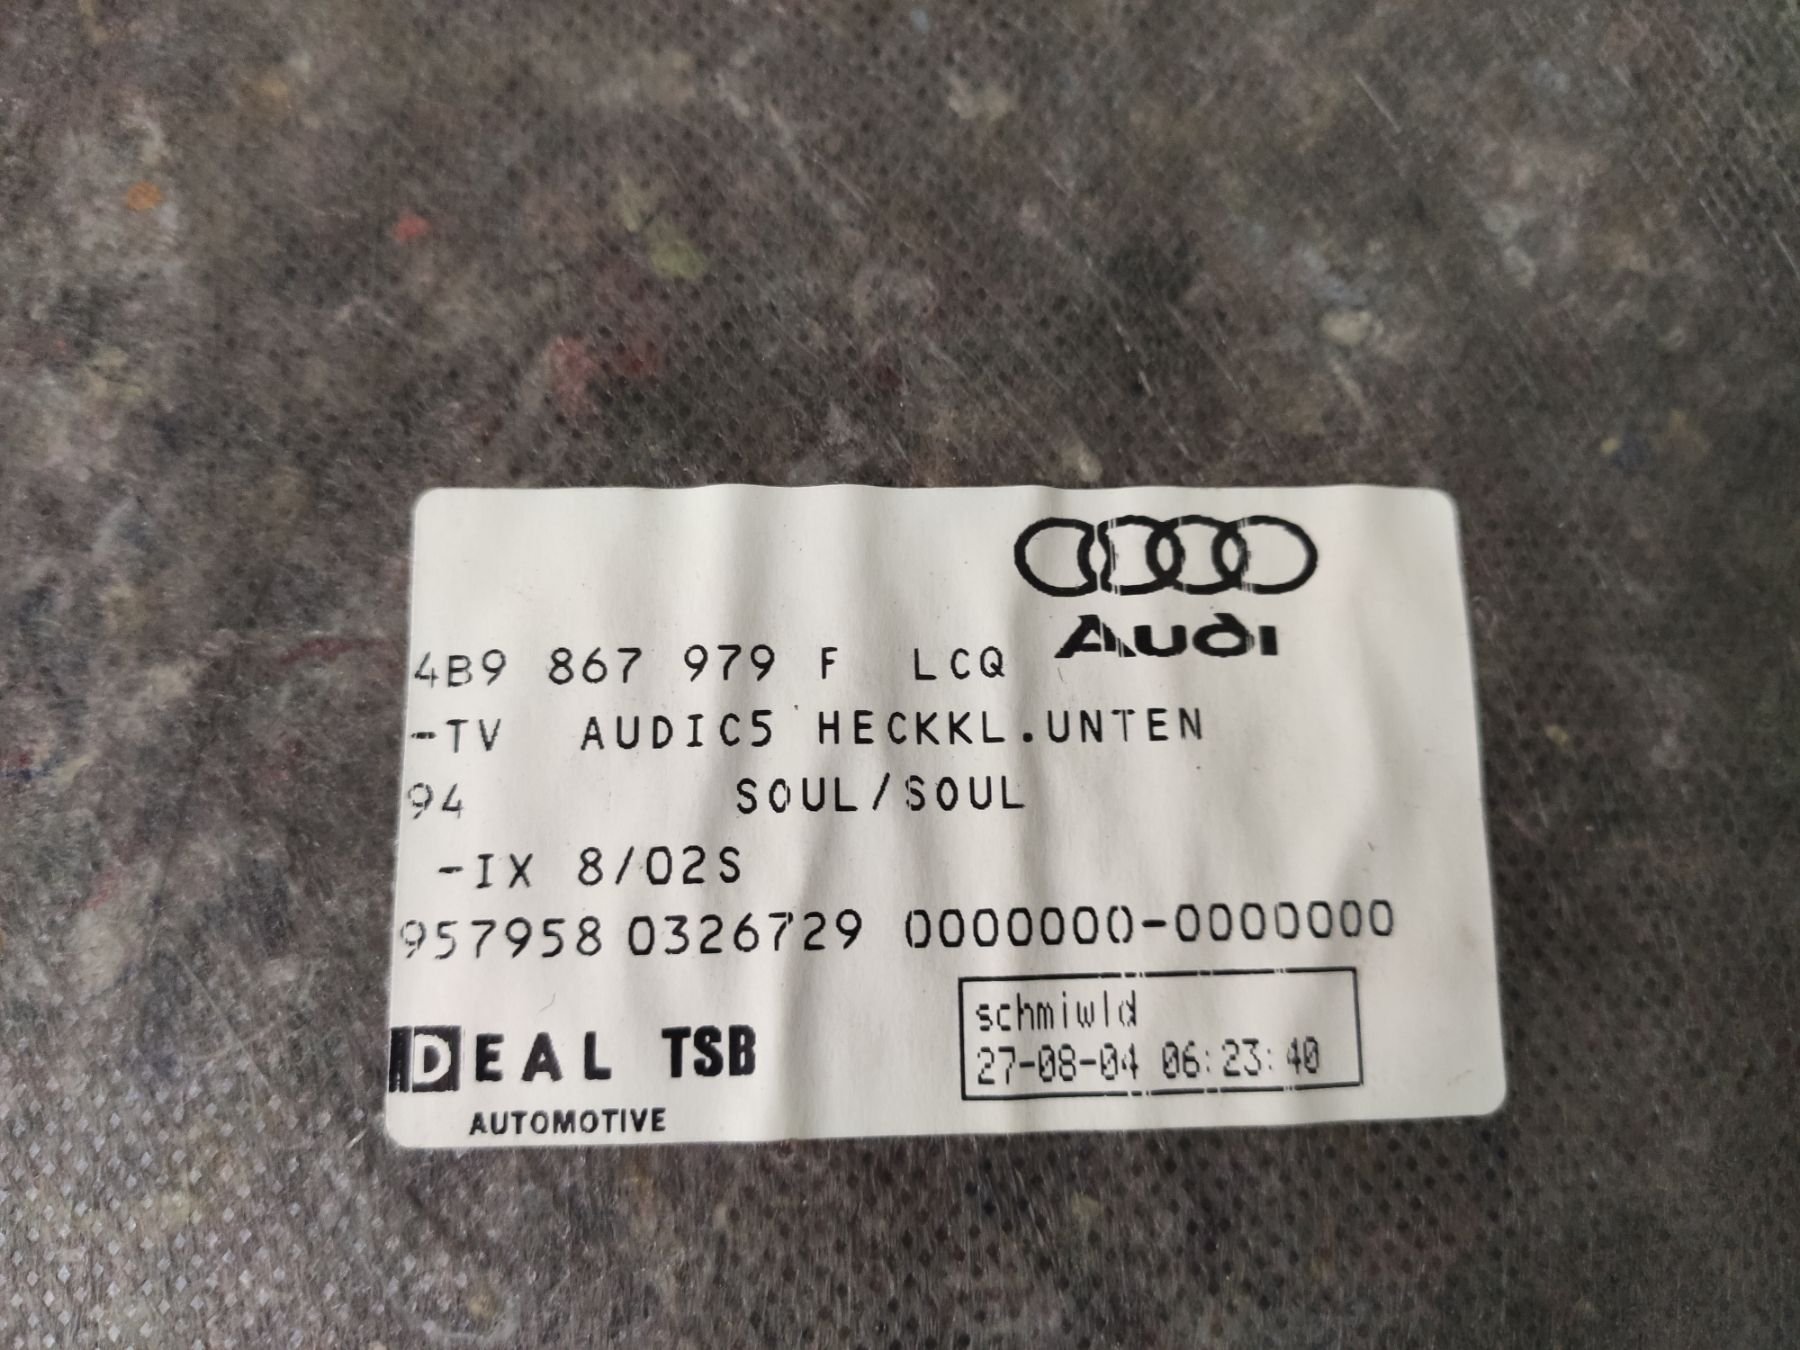 Audi
4B9 867 979 F LCQ
-TV AUDIC5 HECKKL.UNTEN
94 SOUL/SOUL
-IX 8/02S
957958 0326729 0000000-0000000
schmiwld
27-08-04 06:23:40
IDEAL TSB
AUTOMOTIVE